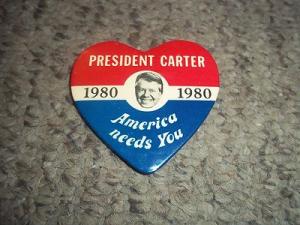 PRESIDENT CARTER
1980 1980
America
needs You